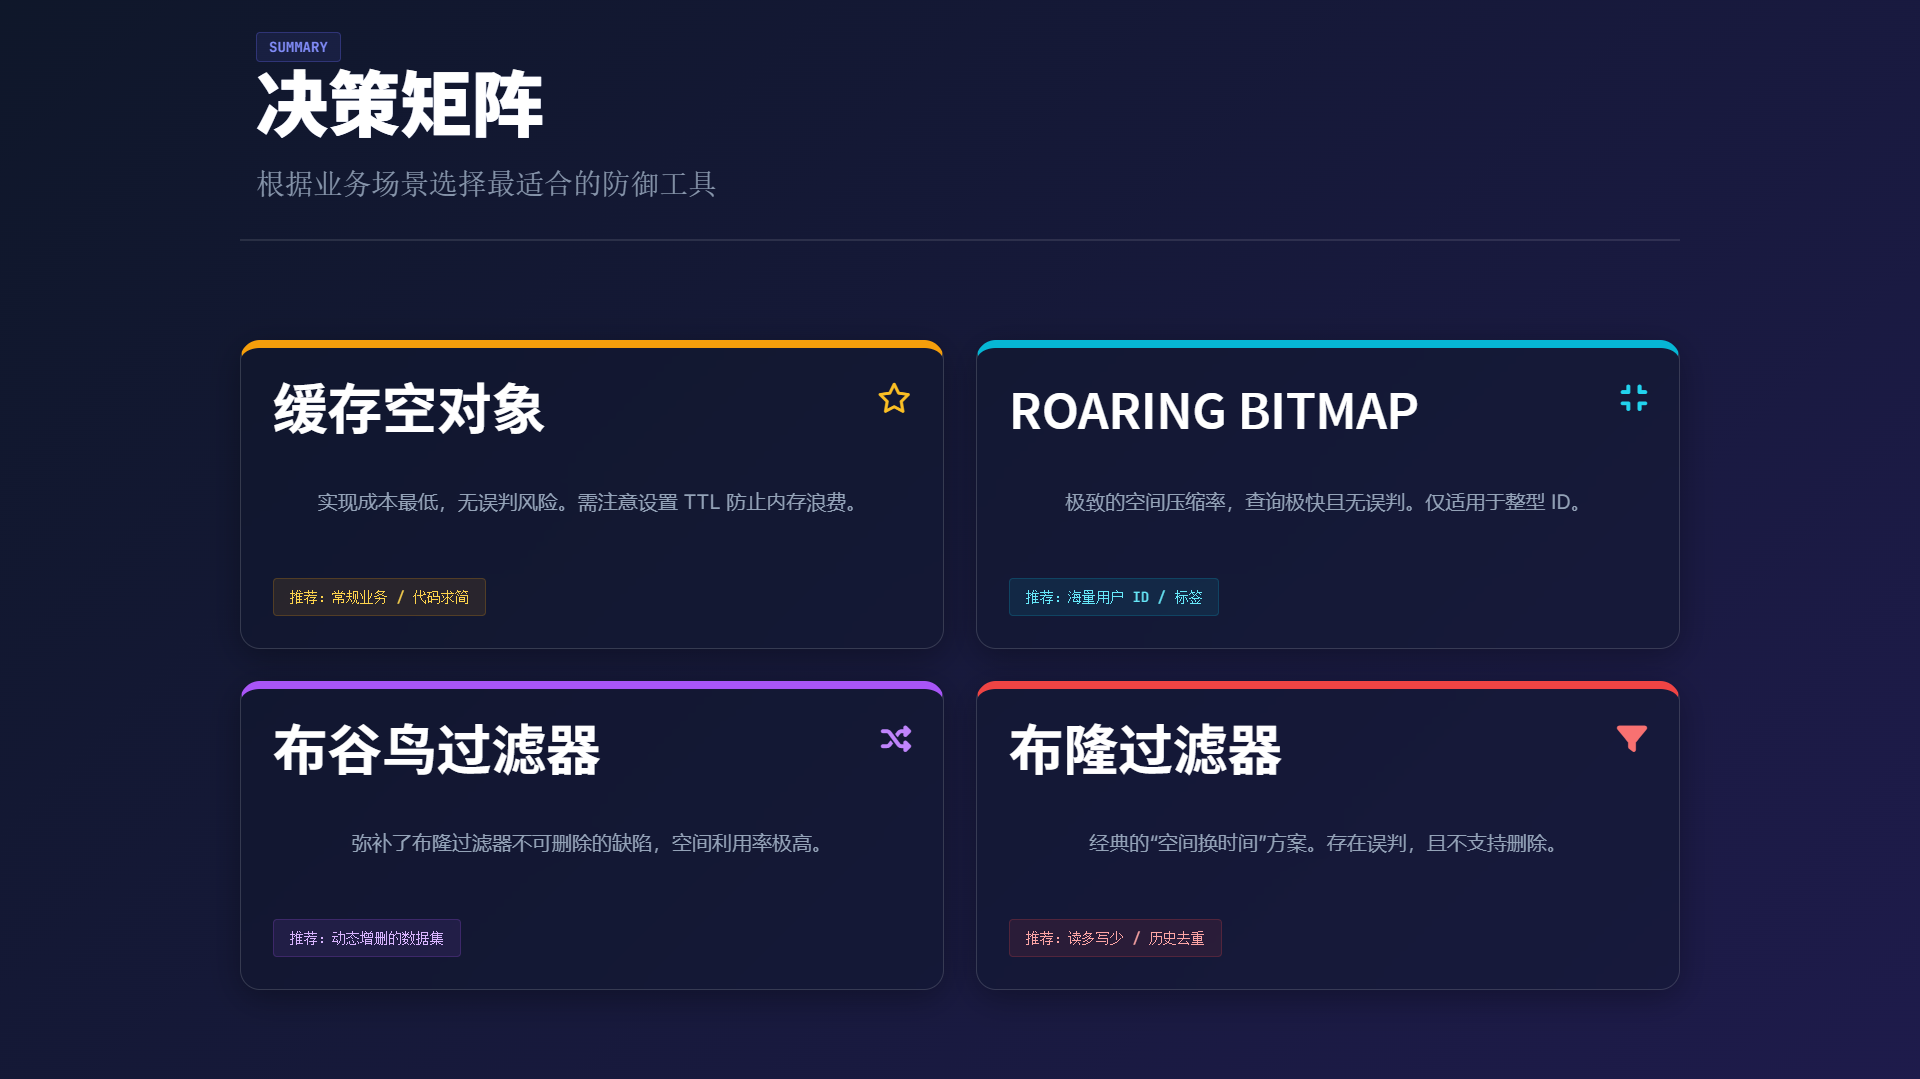 SUMMARY
决策矩阵
根据业务场景选择最适合的防御工具
缓存空对象
实现成本最低，无误判风险。需注意设置 TTL 防止内存浪费。
推荐：常规业务 / 代码求简
ROARING BITMAP
极致的空间压缩率，查询极快且无误判。仅适用于整型 ID。
推荐：海量用户 ID / 标签
布谷鸟过滤器
弥补了布隆过滤器不可删除的缺陷，空间利用率极高。
推荐：动态增删的数据集
布隆过滤器
经典的“空间换时间”方案。存在误判，且不支持删除。
推荐：读多写少 / 历史去重